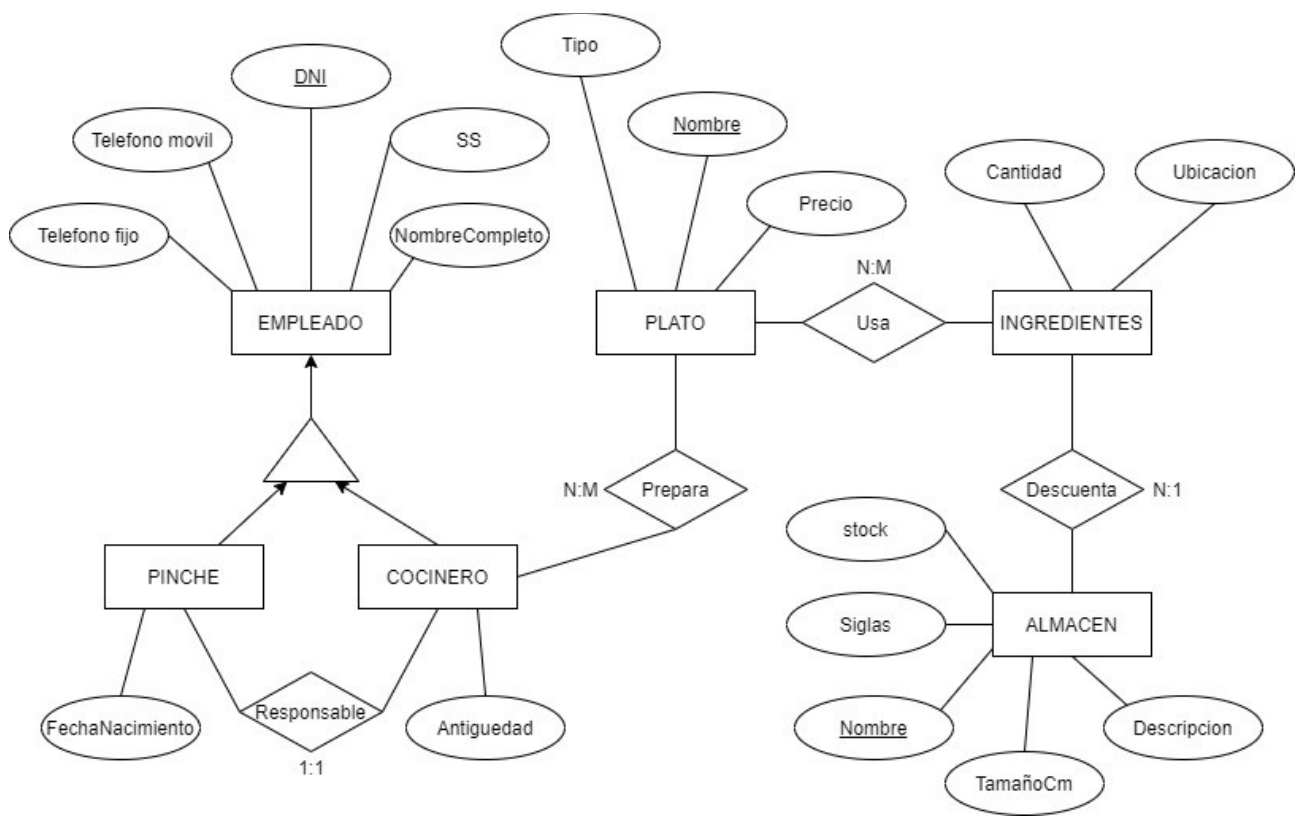 Tipo
DNI
Nombre
Telefono movil
SS
Cantidad
Ubicacion
Precio
Telefono fijo
NombreCompleto
N:M
EMPLEADO
PLATO
Usa
INGREDIENTES
N:M
Prepara
Descuenta
N:1
stock
PINCHE
COCINERO
Siglas
ALMACEN
FechaNacimiento
Responsable
Antiguedad
Nombre
Descripcion
1:1
TamañoCm